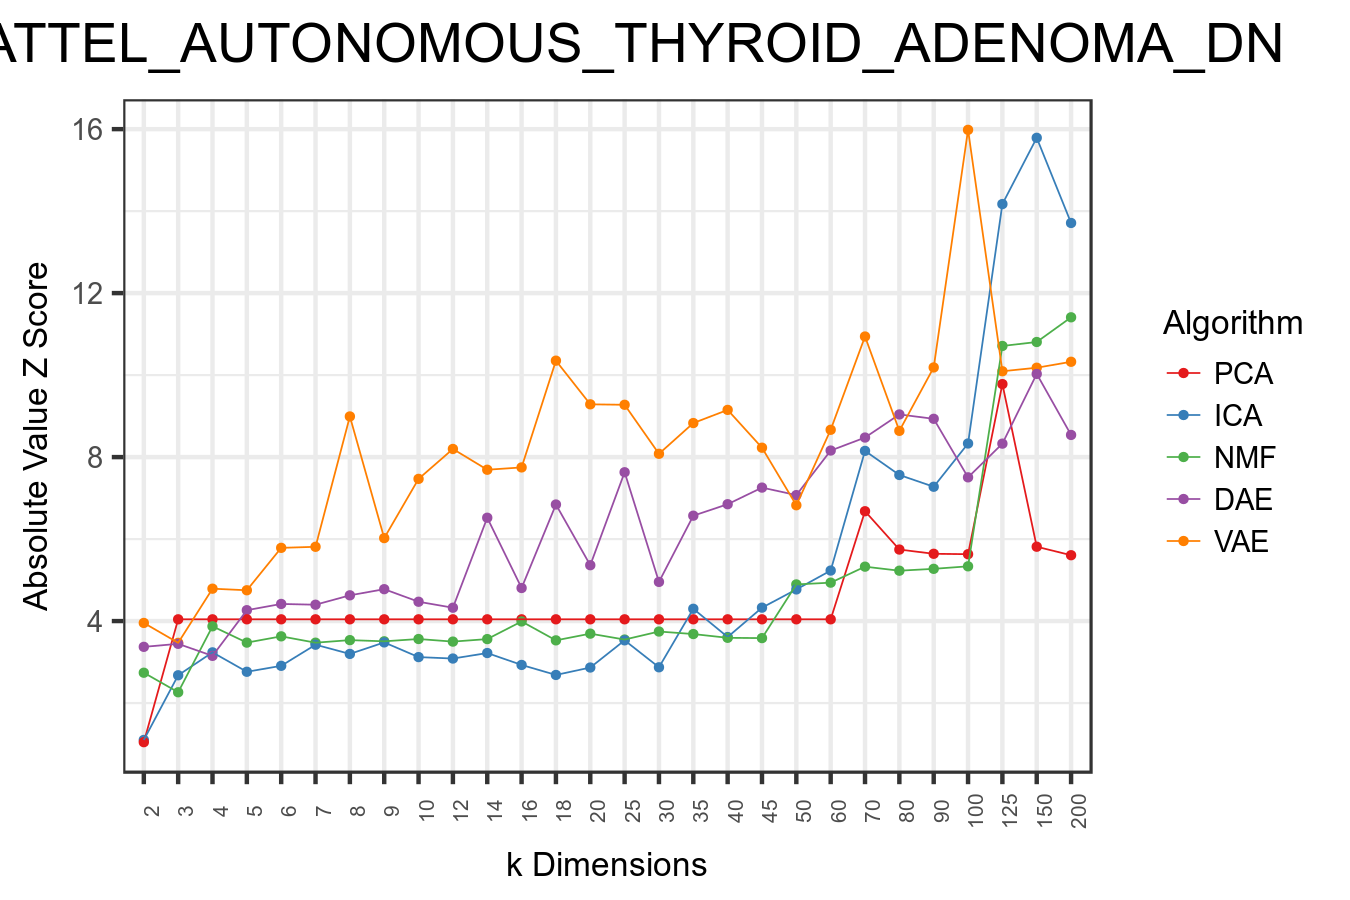 ATTEL_AUTONOMOUS_THYROID_ADENOMA_DN
16
12
8
4
Absolute Value Z Score
2 3 4 5 6 7 8 9 10 12 14 16 18 20 25 30 35 40 45 50 60 70 80 90 100 125 150 200
k Dimensions
Algorithm
PCA
ICA
NMF
DAE
VAE